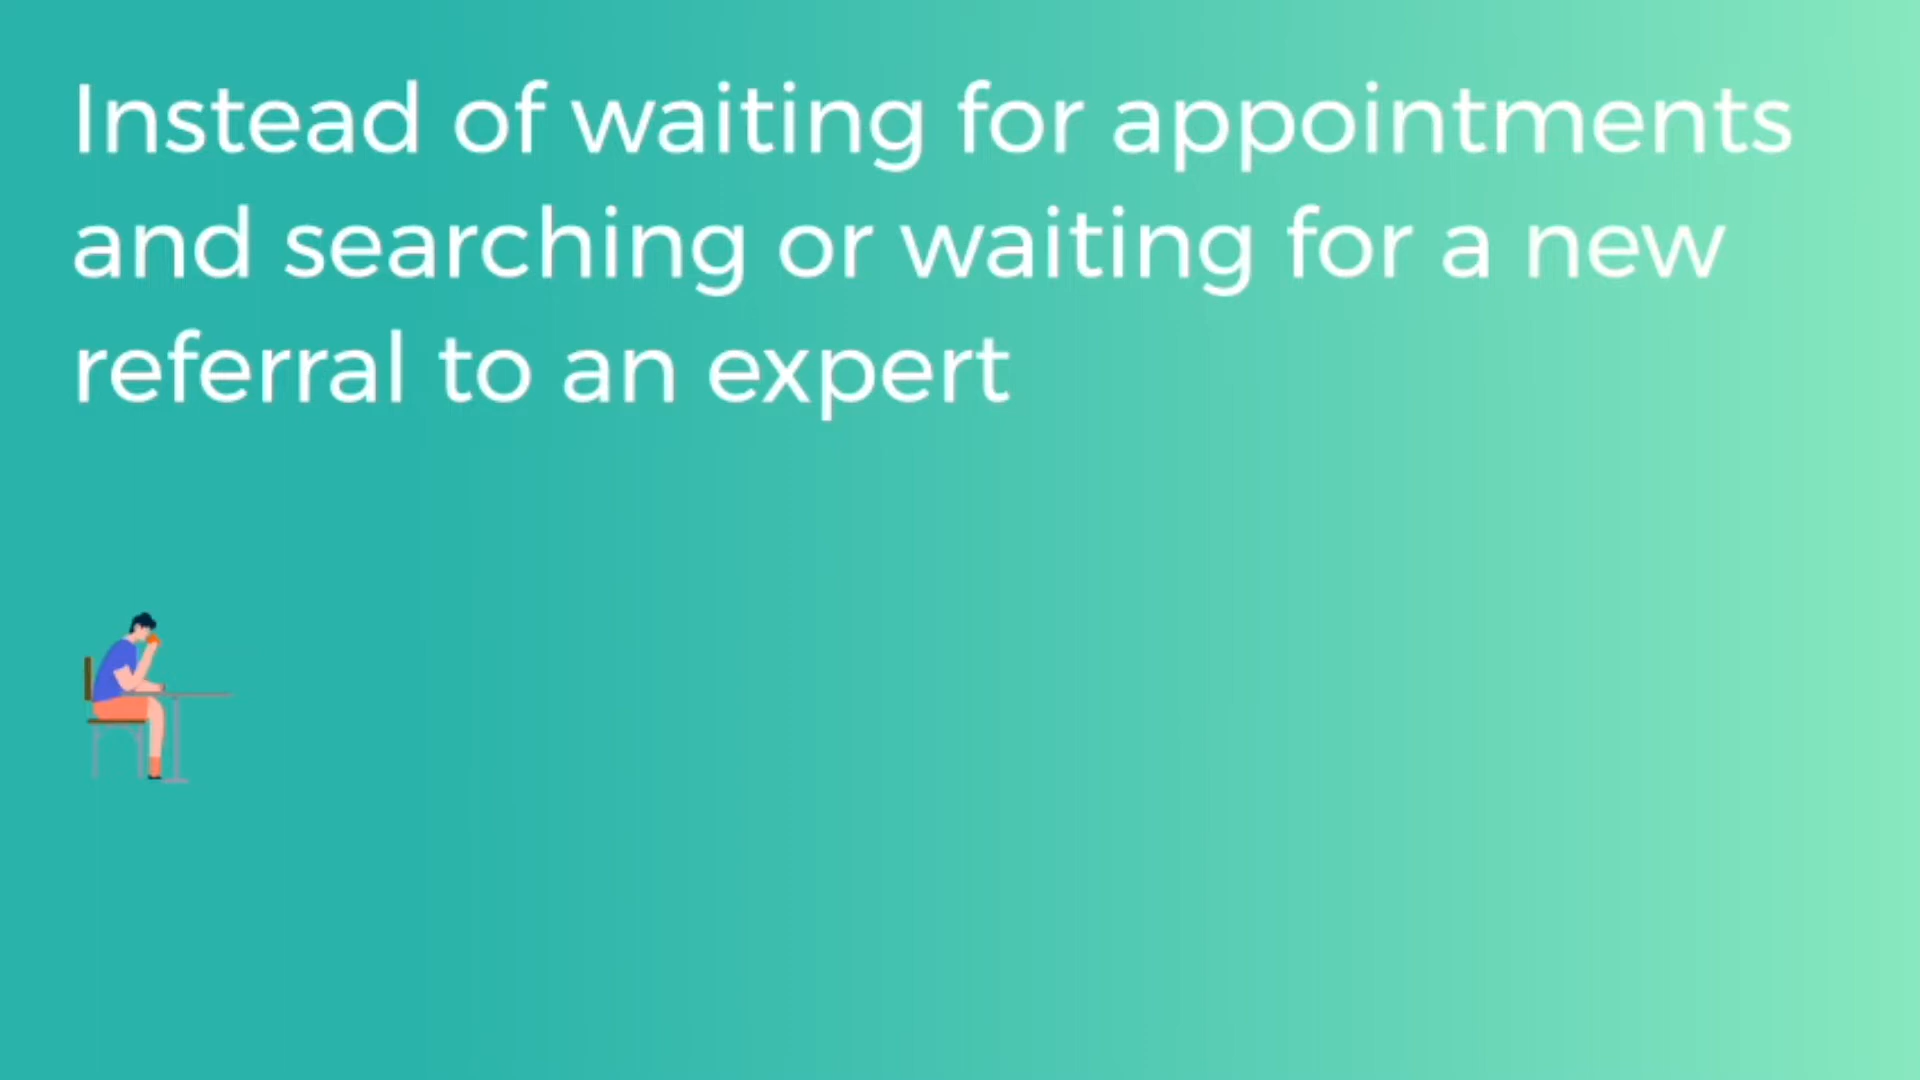 Instead of waiting for appointments
and searching or waiting for a new
referral to an expert